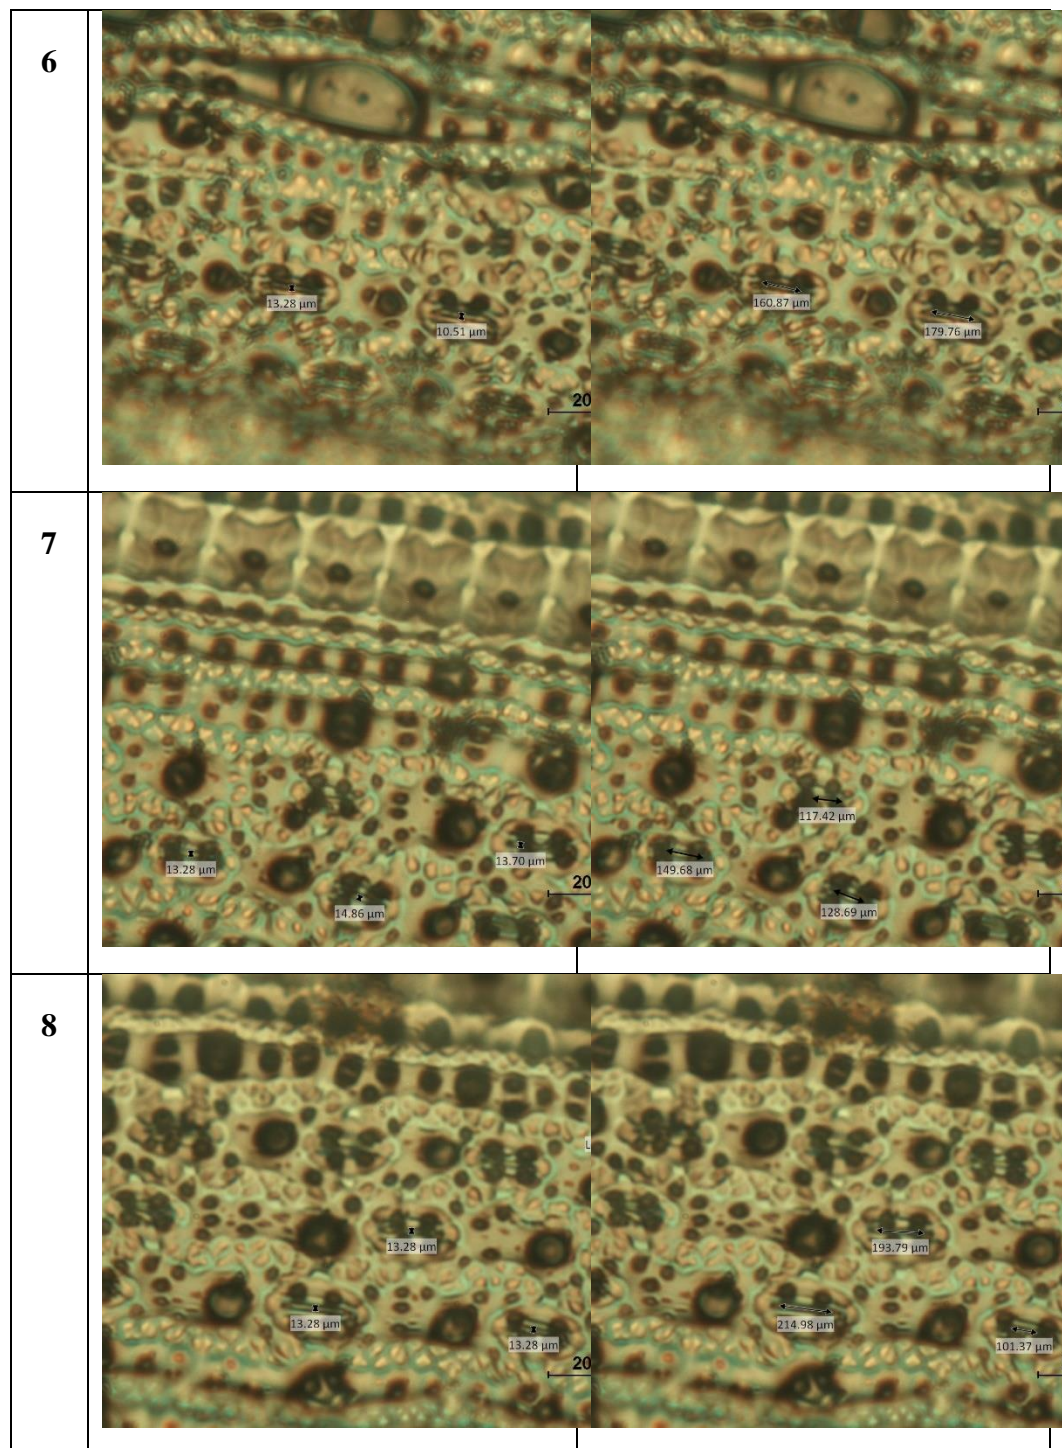 6
13.28 µm
10.51 µm
20
160.87 µm
179.76 µm
7
13.28 µm
14.86 µm
13.70 µm
20
117.42 µm
149.68 µm
128.69 µm
8
L
13.28 µm
13.28 µm
13.28 µm
20
193.79 µm
214.98 µm
101.37 µm